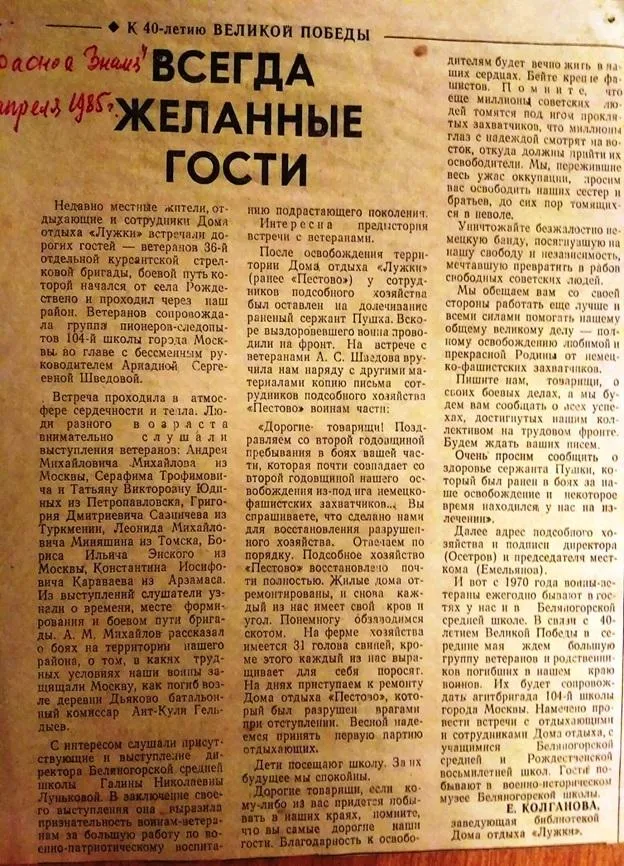 ◆ К 40-летию ВЕЛИКОЙ ПОБЕДЫ
расное Знамя"
апреля 1985г.
ВСЕГДА
ЖЕЛАННЫЕ
ГОСТИ
Недавно местные жители, от-
дыхающие и сотрудники Дома
отдыха «Лужки» встречали до-
рогих гостей — ветеранов 36-й
отдельной курсантской стрел-
ковой бригады, боевой путь ко-
торой начался от села Рожде-
ствено и проходил через наш
район. Ветеранов сопровожда-
ла группа пионеров-следопы-
тов 104-й школы города Моск-
вы во главе с бессменным ру-
ководителем Ариадной Серге-
евной Шведовой.
Встреча проходила в атмос-
фере сердечности и тепла. Лю-
ди разного возраста
внимательно слушали
выступления ветеранов: Андрея
Михайловича Михайлова из
Москвы, Серафима Трофимови-
ча и Татьяну Викторовну Юди-
ных из Петропавловска, Григо-
рия Дмитриевича Сазичева из
Туркмении, Леонида Михайло-
вича Миняшина из Томска, Бо-
риса Ильича Энского из
Москвы, Константина Иосифо-
вича Караваева из Арзамаса.
Из выступлений слушатели уз-
нали о времени, месте форми-
рования и боевом пути брига-
ды. А. М. Михайлов рассказал
о боях на территории нашего
района, о том, в каких труд-
ных условиях наши воины за-
щищали Москву, как погиб воз-
ле деревни Дьяково батальон-
ный комиссар Аит-Кули Гель-
дыев.
С интересом слушали присут-
ствующие и выступление ди-
ректора Беляногорской средней
школы Галины Николаевны
Луньковой. В заключение свое-
го выступления она выразила
признательность воинам-ветера-
нам за большую работу по во-
енно-патриотическому воспита-
нию подрастающего поколения.
Интересна предыстория
встречи с ветеранами.
После освобождения террито-
рии Дома отдыха «Лужки»
(ранее «Пестово») у сотруд-
ников подсобного хозяйства
был оставлен на долечивание
раненый сержант Пушка. Вско-
ре выздоровевшего воина прово-
дили на фронт. На встрече с
ветеранами А. С. Шведова вру-
чила нам наряду с другими ма-
териалами копию письма со-
трудников подсобного хозяйства
«Пестово» воинам части:
«Дорогие товарищи! Поздра-
вляем со второй годовщиной
пребывания в боях вашей час-
ти, которая почти совпадает со
второй годовщиной нашего ос-
вобождения из-под ига немецко-
фашистских захватчиков... Вы
спрашиваете, что сделано нами
для восстановления разрушен-
ного хозяйства. Отвечаем по
порядку. Подсобное хозяйство
«Пестово» восстановлено поч-
ти полностью. Жилые дома от-
ремонтированы, и снова каж-
дый из нас имеет свой кров и
угол. Понемногу обзаводимся
скотом. На ферме хозяйства
имеется 31 голова свиней, кро-
ме этого каждый из нас выра-
щивает для себя поросят.
На днях приступаем к ремонту
Дома отдыха «Пестово», кото-
рый был разрушен врагами
при отступлении. Весной наде-
емся принять первую партию
отдыхающих.
Дети посещают школу. За их
будущее мы спокойны.
Дорогие товарищи, если ко-
му-либо из вас придется побы-
вать в наших краях, помните,
что вы самые дорогие наши
гости. Благодарность к освобо-
дителям будет вечно жить в на-
ших сердцах. Бейте крепче фа-
шистов. Помните, что
еще миллионы советских лю-
дей томятся под игом прокля-
тых захватчиков, что миллионы
глаз с надеждой смотрят на во-
сток, откуда должны прийти их
освободители. Мы, пережившие
весь ужас оккупации, просим
вас освободить наших сестер и
братьев, до сих пор томящих-
ся в неволе.
Уничтожайте безжалостно не-
мецкую банду, посягнувшую на
нашу свободу и независимость,
мечтавшую превратить в рабов
свободных советских людей.
Мы обещаем вам со своей
стороны работать еще лучше и
всеми силами помогать нашему
общему великому делу — пол-
ному освобождению любимой и
прекрасной Родины от немец-
ко-фашистских захватчиков.
Пишите нам, товарищи, о
своих боевых делах, а мы бу-
дем вам сообщать о всех успе-
хах, достигнутых нашим кол-
лективом на трудовом фронте.
Будем ждать ваших писем.
Очень просим сообщить о
здоровье сержанта Пушки, ко-
торый был ранен в боях за на-
ше освобождение и некоторое
время находился у нас на из-
лечении».
Далее адрес подсобного хо-
зяйства и подписи директора
(Осетров) и председателя мест-
кома (Емельянова).
И вот с 1970 года воины-ве-
тераны ежегодно бывают в гос-
тях у нас и в Беляногорской
средней школе. В связи с 40-
летием Великой Победы в се-
редине мая ждем большую
группу ветеранов и родственни-
ков погибших в нашем краю
воинов. Их будет сопровож-
дать агитбригада 104-й школы
города Москвы. Намечено про-
вести встречи с отдыхающими
и сотрудниками Дома отдыха, с
учащимися Беляногорской
средней и Рождественской
восьмилетней школ. Гости по-
бывают в военно-историческом
музее Беляногорской школы.
Е. КОЛГАНОВА,
заведующая библиотекой
Дома отдыха «Лужки».